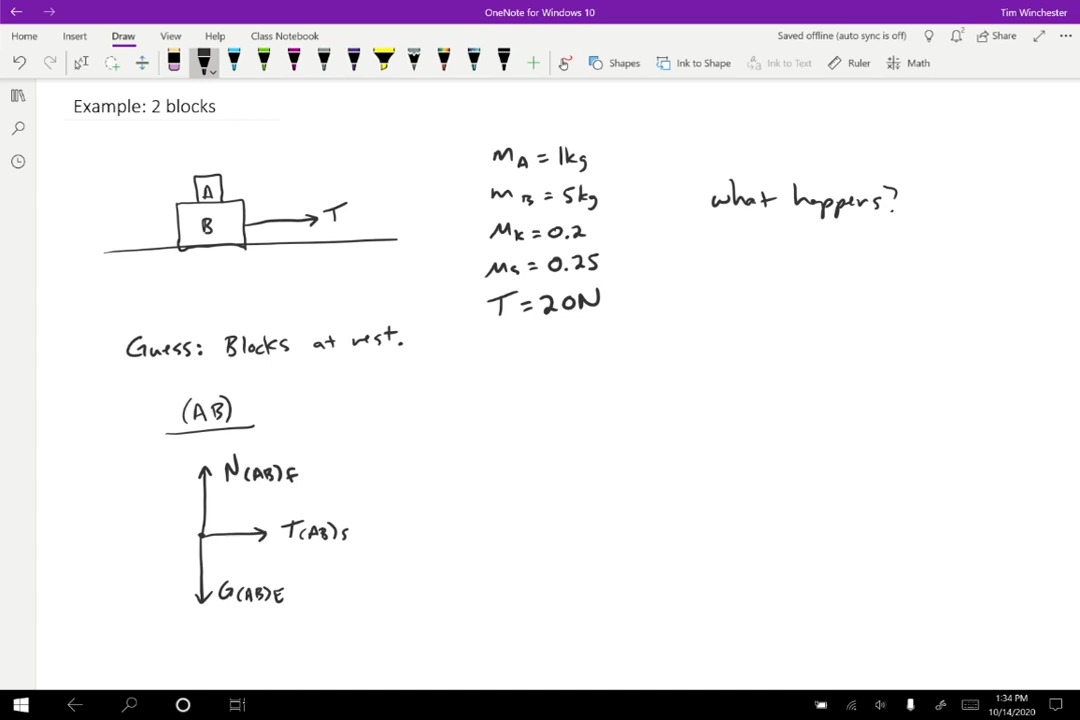 OneNote for Windows 10
Tim Winchester
Home Insert Draw View Help Class Notebook
Saved offline (auto sync is off) Share
Shapes Ink to Shape Ink to Text Ruler Math
Example: 2 blocks
A
B
T
mA = 1kg
mB = 5kg
μK = 0.2
μs = 0.25
T = 20N
what happens?
Guess: Blocks at rest.
(AB)
N(AB)F
T(AB)S
G(AB)E
1:34 PM
10/14/2020